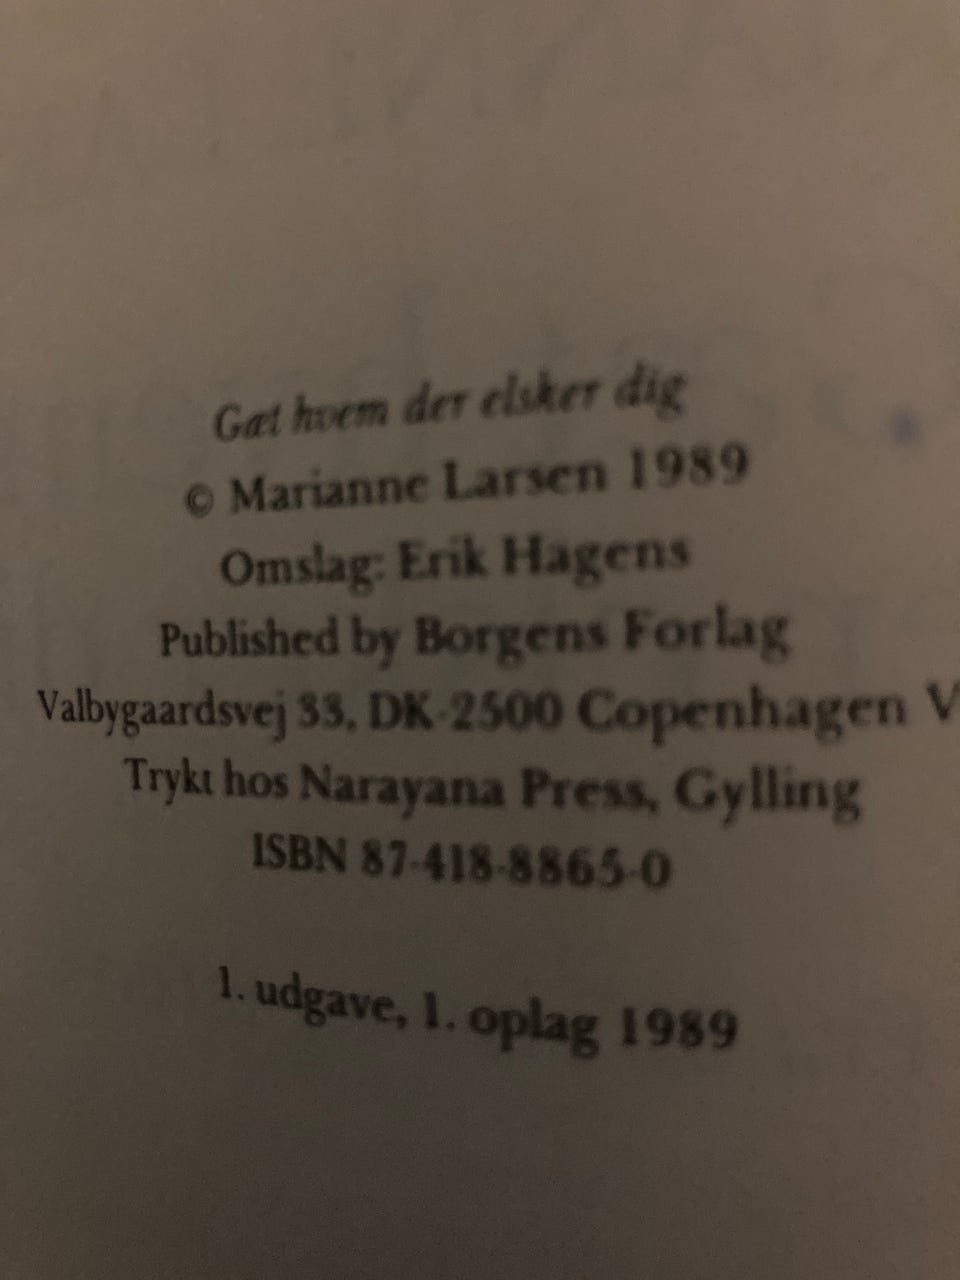 Gæt hvem der elsker dig
© Marianne Larsen 1989
Omslag: Erik Hagens
Published by Borgens Forlag
Valbygaardsvej 33, DK-2500 Copenhagen V
Trykt hos Narayana Press, Gylling
ISBN 87-418-8865-0
1. udgave, 1. oplag 1989